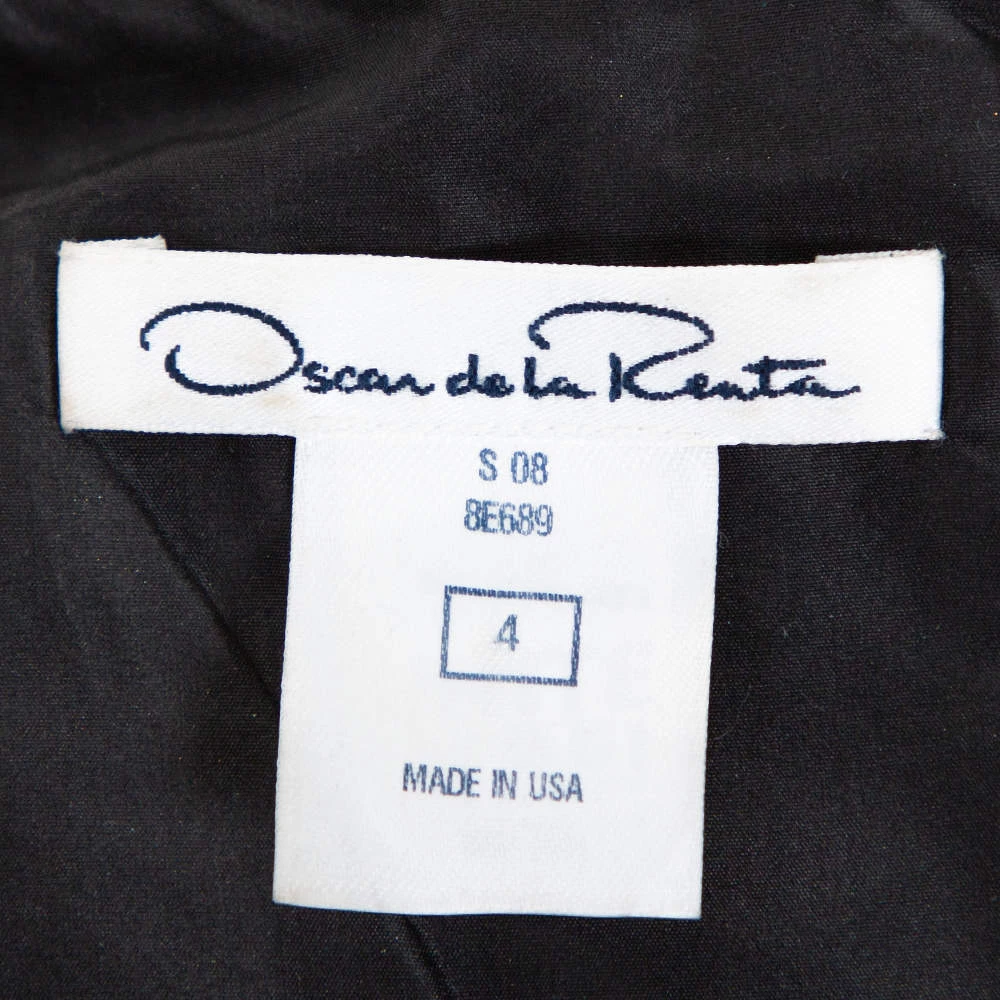 Oscar de la Renta
S 08
8E689
4
MADE IN USA